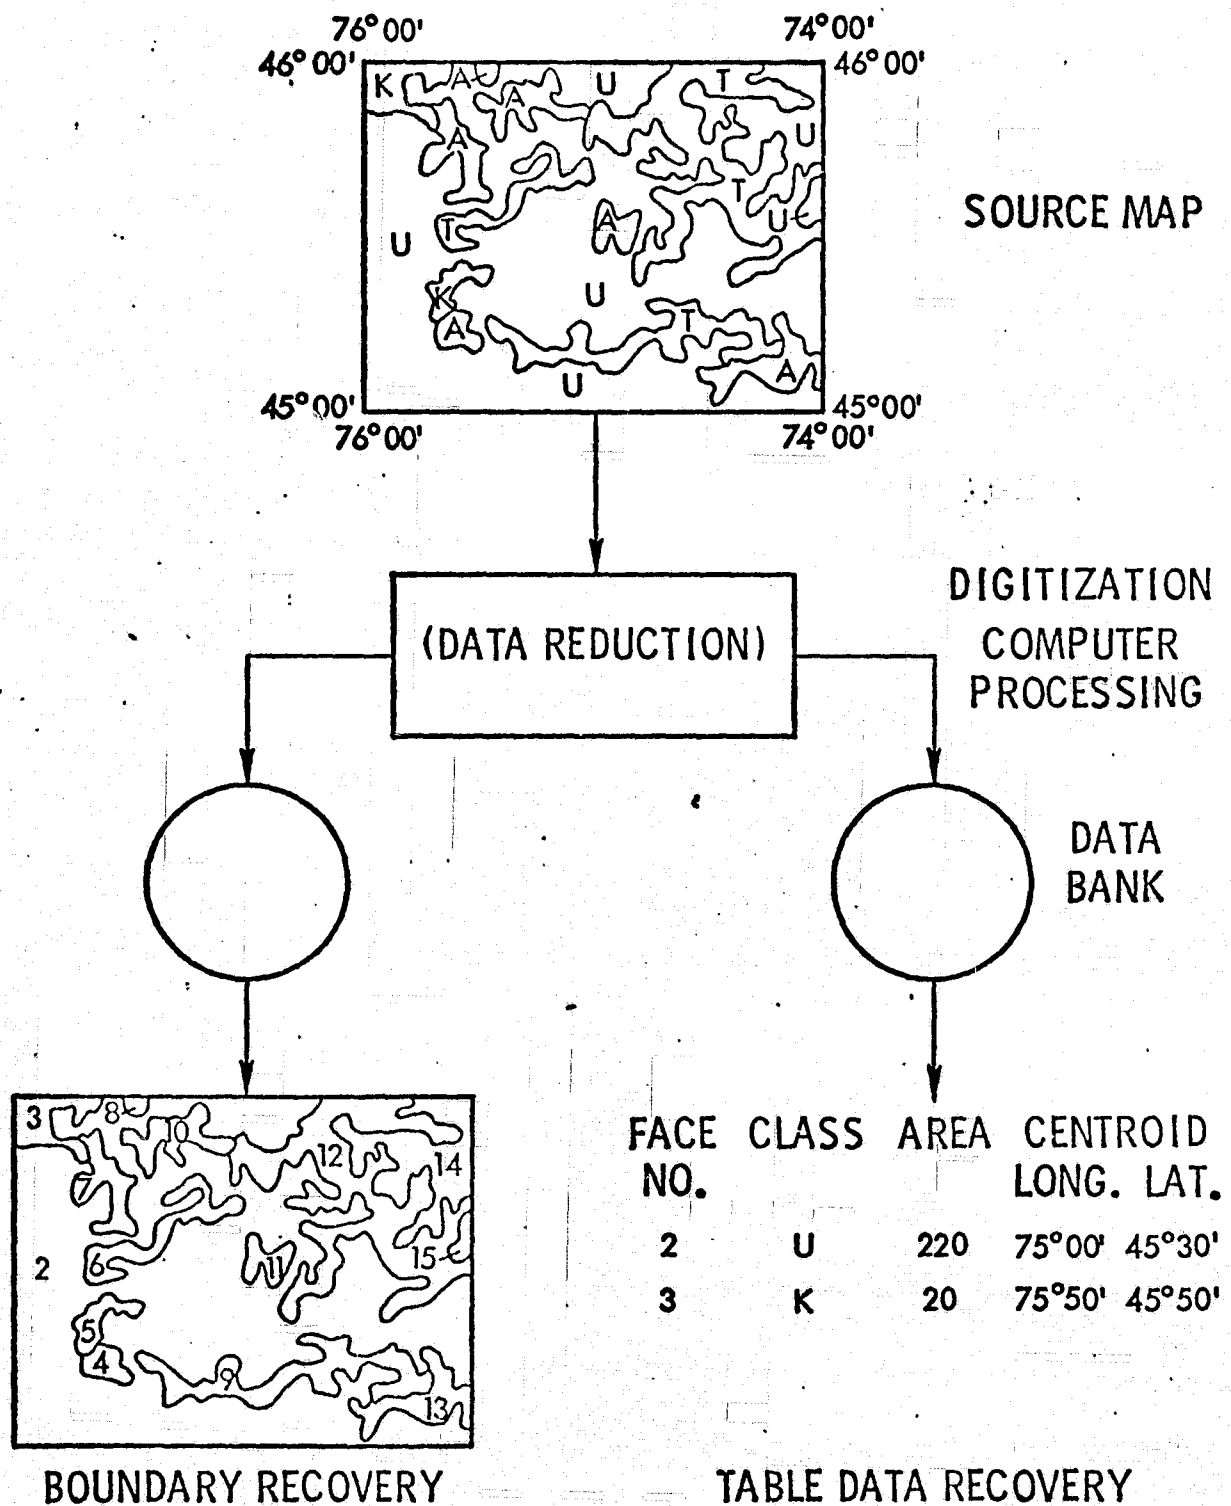 76°00' 74°00'
46°00' 46°00'
K A A U T
A U
T
U T A U
K U
A T
U A
45°00' 45°00'
76°00' 74°00'
SOURCE MAP
(DATA REDUCTION)
DIGITIZATION
COMPUTER
PROCESSING
DATA
BANK
3 8 10
12 14
7
2 6 11 15
5
4 9
13
BOUNDARY RECOVERY
FACE CLASS AREA CENTROID
NO. LONG. LAT.
2 U 220 75°00' 45°30'
3 K 20 75°50' 45°50'
TABLE DATA RECOVERY